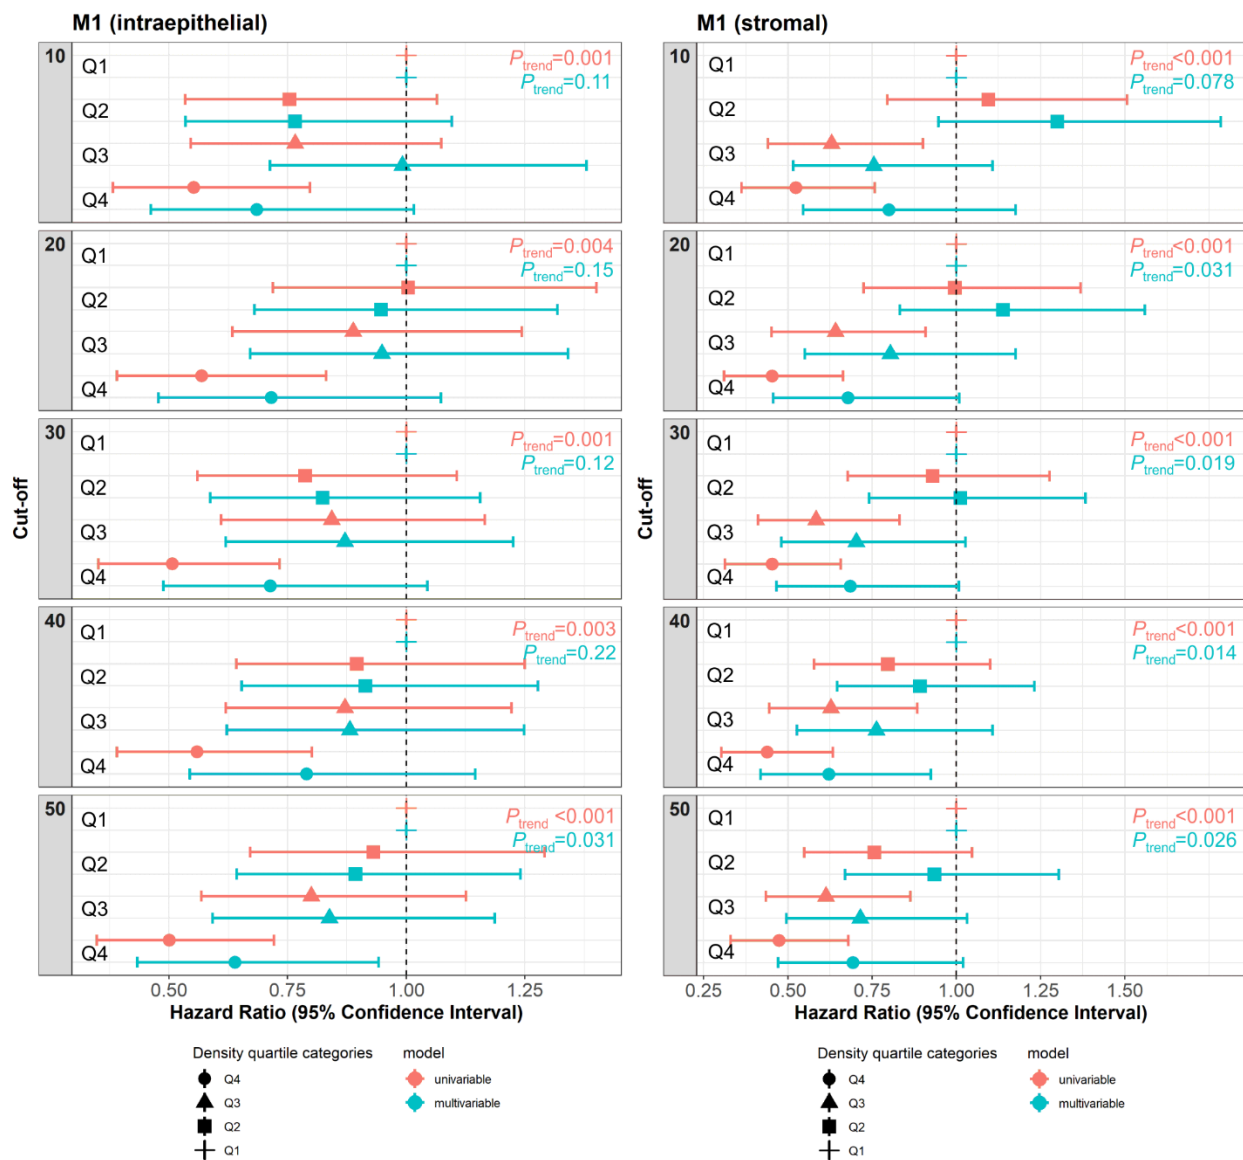 M1 (intraepithelial)
Cut-off
10
Q1
Q2
Q3
Q4
Ptrend=0.001
Ptrend=0.11
20
Q1
Q2
Q3
Q4
Ptrend=0.004
Ptrend=0.15
30
Q1
Q2
Q3
Q4
Ptrend=0.001
Ptrend=0.12
40
Q1
Q2
Q3
Q4
Ptrend=0.003
Ptrend=0.22
50
Q1
Q2
Q3
Q4
Ptrend <0.001
Ptrend=0.031
0.50 0.75 1.00 1.25
Hazard Ratio (95% Confidence Interval)
Density quartile categories
Q4
Q3
Q2
Q1
model
univariable
multivariable
M1 (stromal)
Cut-off
10
Q1
Q2
Q3
Q4
Ptrend<0.001
Ptrend=0.078
20
Q1
Q2
Q3
Q4
Ptrend<0.001
Ptrend=0.031
30
Q1
Q2
Q3
Q4
Ptrend<0.001
Ptrend=0.019
40
Q1
Q2
Q3
Q4
Ptrend<0.001
Ptrend=0.014
50
Q1
Q2
Q3
Q4
Ptrend<0.001
Ptrend=0.026
0.25 0.50 0.75 1.00 1.25 1.50
Hazard Ratio (95% Confidence Interval)
Density quartile categories
Q4
Q3
Q2
Q1
model
univariable
multivariable